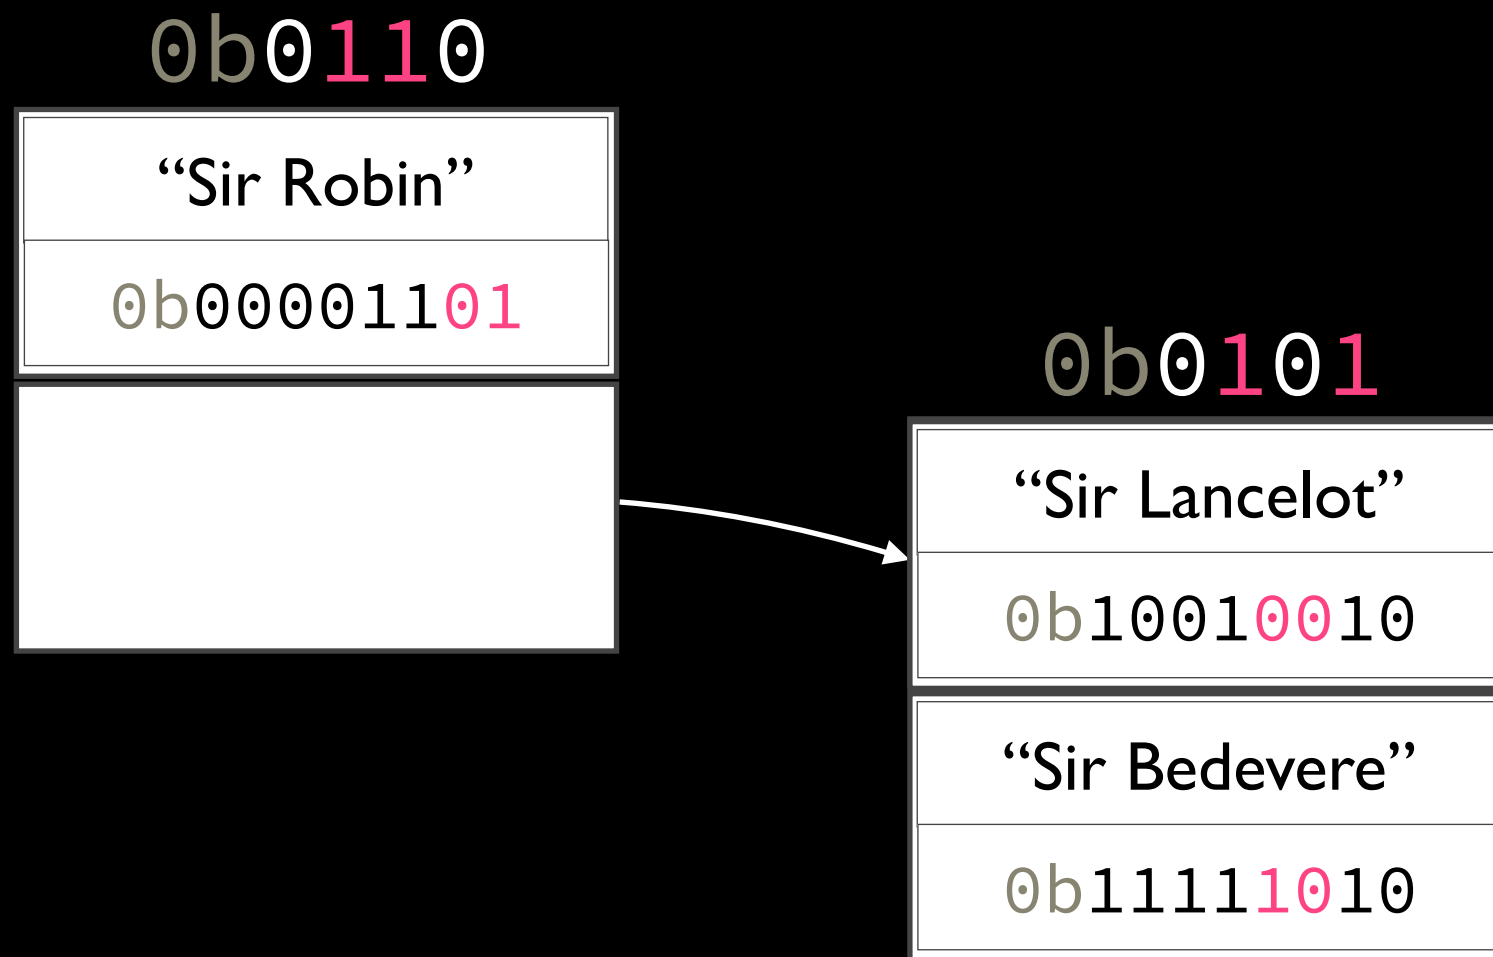 0b0110
“Sir Robin”
0b00001101
0b0101
“Sir Lancelot”
0b10010010
“Sir Bedevere”
0b11111010